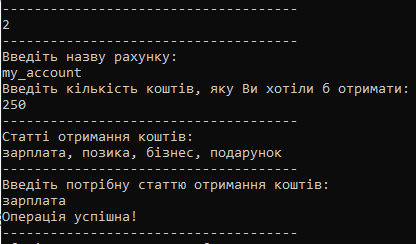 -------------------------------------
2
-------------------------------------
Введіть назву рахунку:
my_account
Введіть кількість коштів, яку Ви хотіли б отримати:
250
-------------------------------------
Статті отримання коштів:
зарплата, позика, бізнес, подарунок
-------------------------------------
Введіть потрібну статтю отримання коштів:
зарплата
Операція успішна!
-------------------------------------